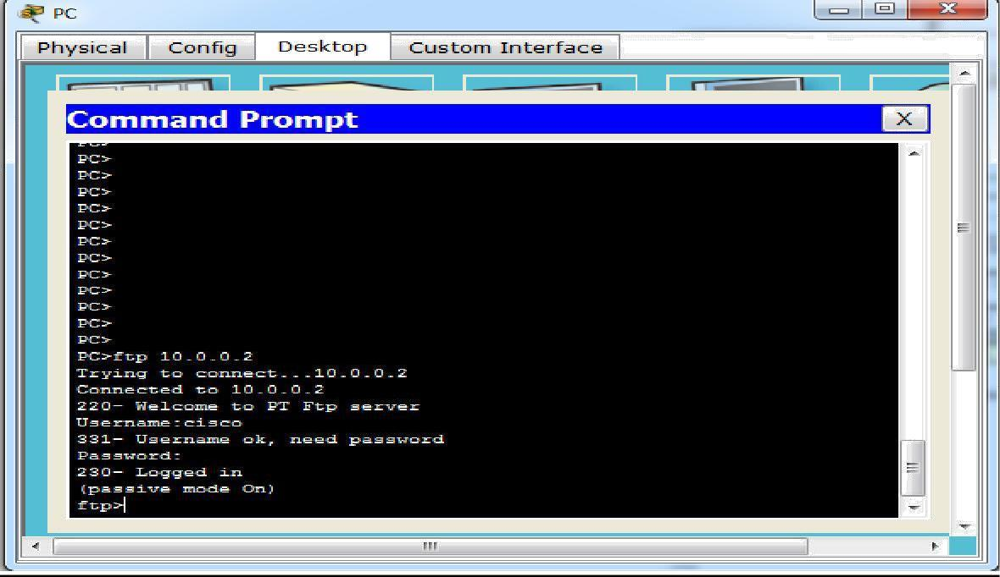 PC
Physical Config Desktop Custom Interface
Command Prompt
X
PC>
PC>
PC>
PC>
PC>
PC>
PC>
PC>
PC>
PC>
PC>
PC>
PC>
PC>ftp 10.0.0.2
Trying to connect...10.0.0.2
Connected to 10.0.0.2
220- Welcome to PT Ftp server
Username:cisco
331- Username ok, need password
Password:
230- Logged in
(passive mode On)
ftp>